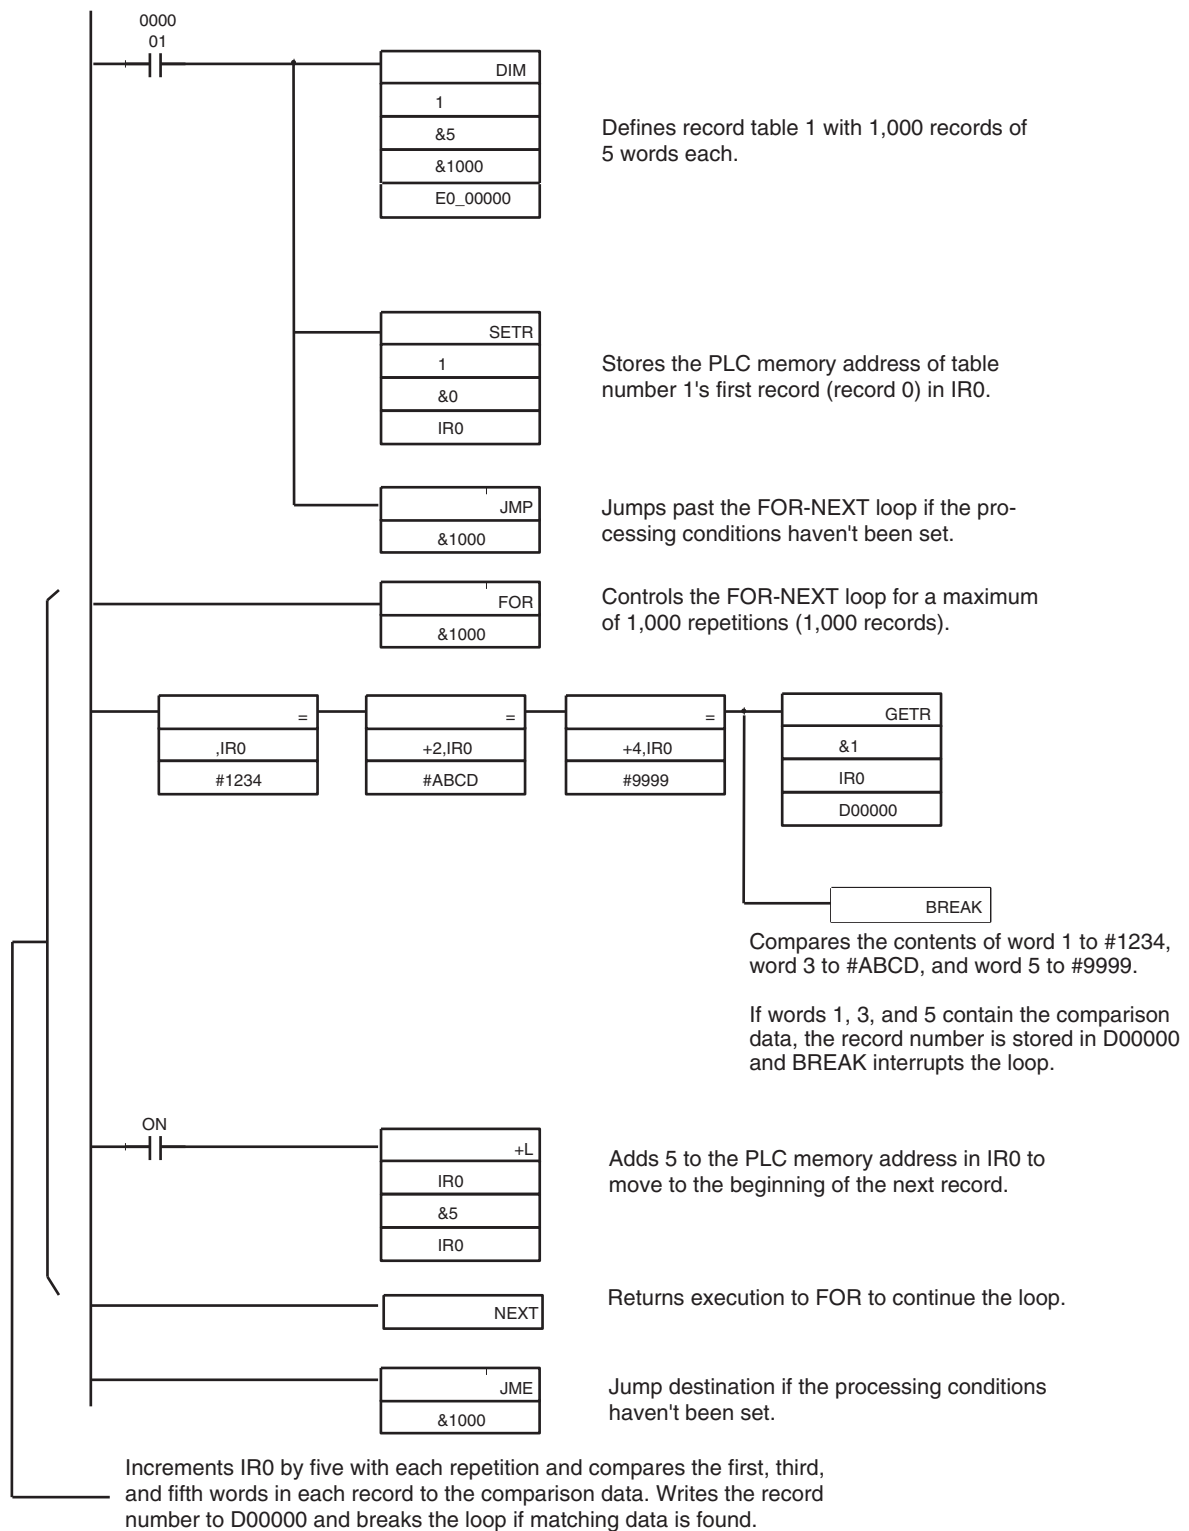 0000
01
DIM
1
&5
&1000
E0_00000
Defines record table 1 with 1,000 records of
5 words each.
SETR
1
&0
IR0
Stores the PLC memory address of table
number 1's first record (record 0) in IR0.
JMP
&1000
Jumps past the FOR-NEXT loop if the pro-
cessing conditions haven't been set.
FOR
&1000
Controls the FOR-NEXT loop for a maximum
of 1,000 repetitions (1,000 records).
=
,IR0
#1234
=
+2,IR0
#ABCD
=
+4,IR0
#9999
GETR
&1
IR0
D00000
BREAK
Compares the contents of word 1 to #1234,
word 3 to #ABCD, and word 5 to #9999.
If words 1, 3, and 5 contain the comparison
data, the record number is stored in D00000
and BREAK interrupts the loop.
ON
+L
IR0
&5
IR0
Adds 5 to the PLC memory address in IR0 to
move to the beginning of the next record.
NEXT
Returns execution to FOR to continue the loop.
JME
&1000
Jump destination if the processing conditions
haven't been set.
Increments IR0 by five with each repetition and compares the first, third,
and fifth words in each record to the comparison data. Writes the record
number to D00000 and breaks the loop if matching data is found.